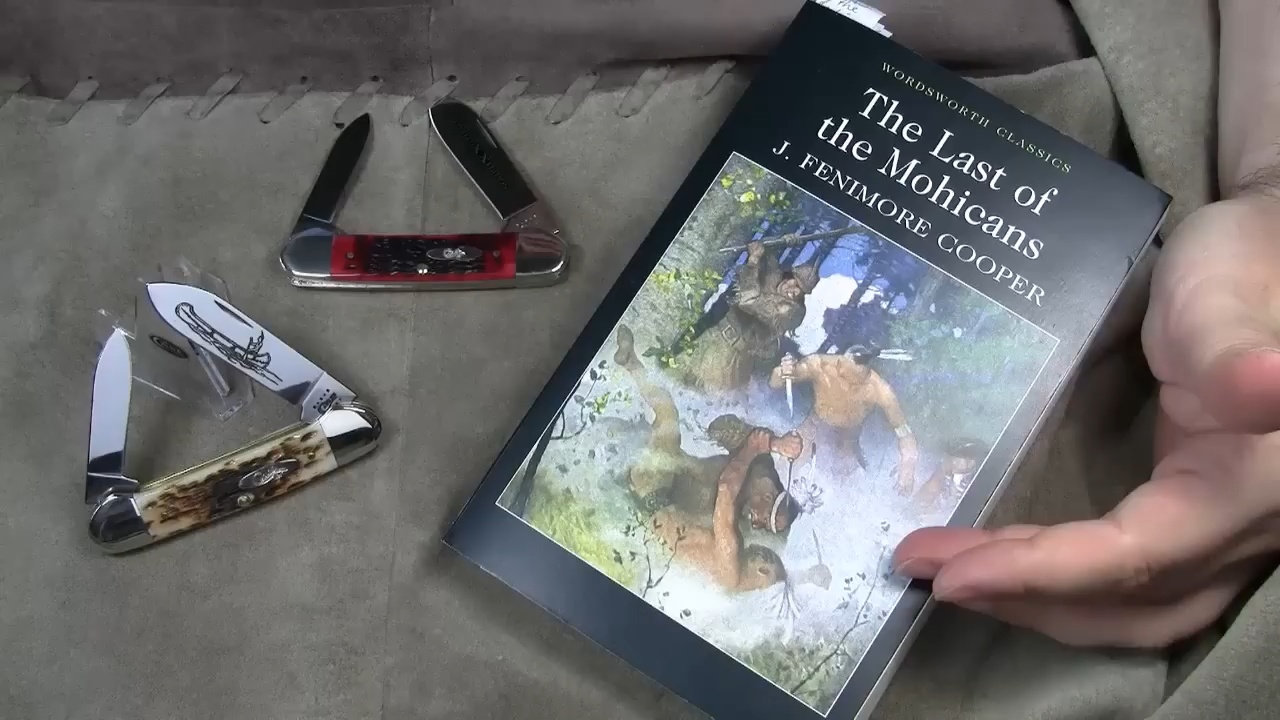 WORDSWORTH CLASSICS
The Last of
the Mohicans
J. FENIMORE COOPER